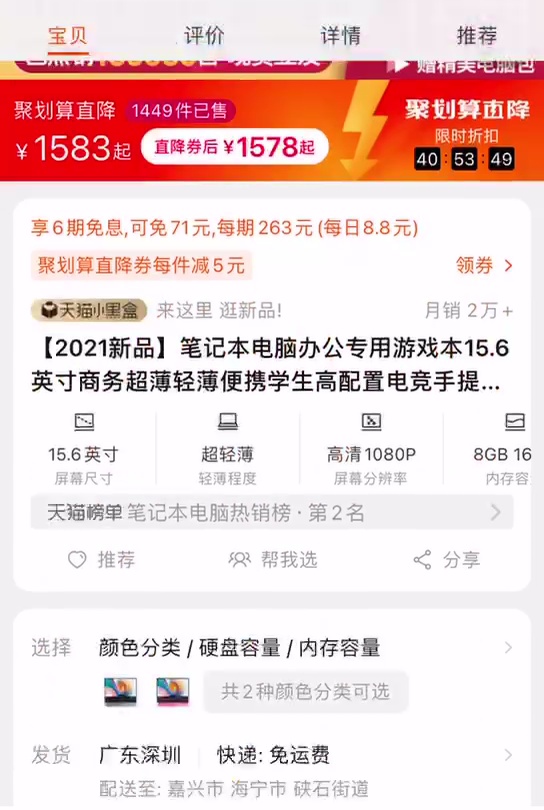 宝贝 评价 详情 推荐
赠精美电脑包
聚划算直降 1449件已售
¥1583起 直降券后¥1578起
聚划算直降
限时折扣
40:53:49
享6期免息,可免71元,每期263元(每日8.8元)
聚划算直降券每件减5元 领券
天猫小黑盒 来这里 逛新品! 月销 2万+
【2021新品】笔记本电脑办公专用游戏本15.6
英寸商务超薄轻薄便携学生高配置电竞手提...
15.6英寸 超轻薄 高清1080P 8GB 16
屏幕尺寸 轻薄程度 屏幕分辨率 内存容
天猫榜单 笔记本电脑热销榜·第2名
推荐 帮我选 分享
选择 颜色分类 / 硬盘容量 / 内存容量
共2种颜色分类可选
发货 广东深圳 快递: 免运费
配送至: 嘉兴市 海宁市 硖石街道